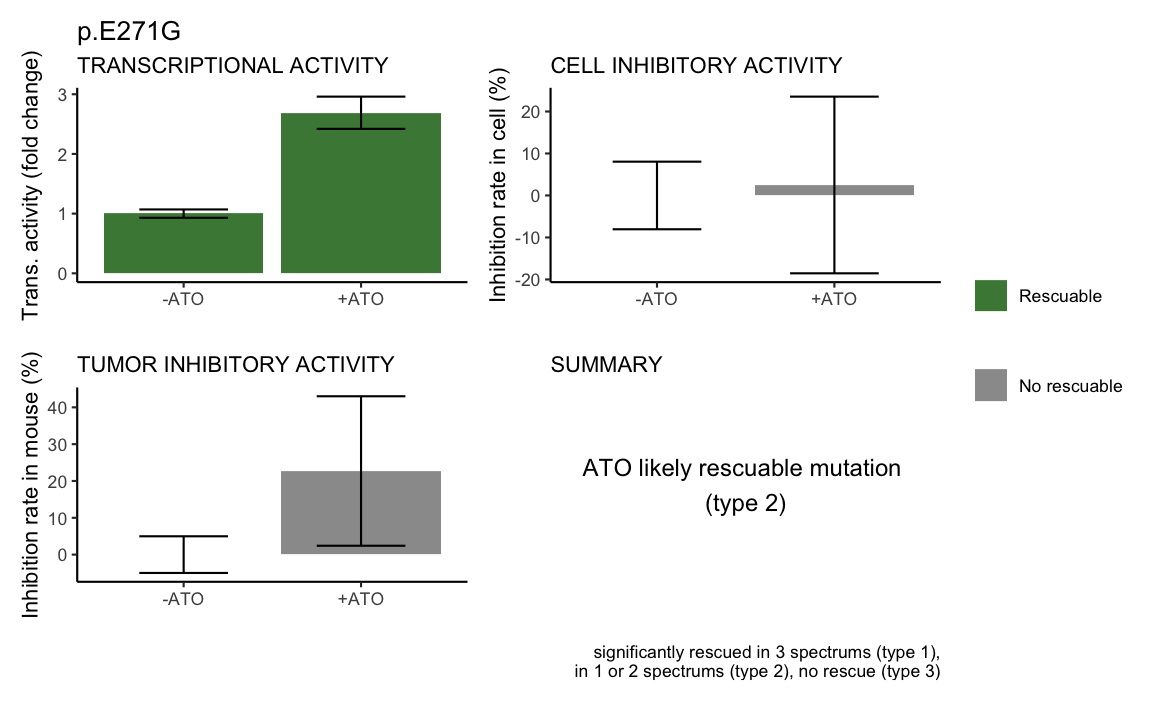 p.E271G
TRANSCRIPTIONAL ACTIVITY
Trans. activity (fold change)
3
2
1
0
-ATO
+ATO
CELL INHIBITORY ACTIVITY
Inhibition rate in cell (%)
20
10
0
-10
-20
-ATO
+ATO
Rescuable
No rescuable
TUMOR INHIBITORY ACTIVITY
Inhibition rate in mouse (%)
40
30
20
10
0
-ATO
+ATO
SUMMARY
ATO likely rescuable mutation
(type 2)
significantly rescued in 3 spectrums (type 1),
in 1 or 2 spectrums (type 2), no rescue (type 3)